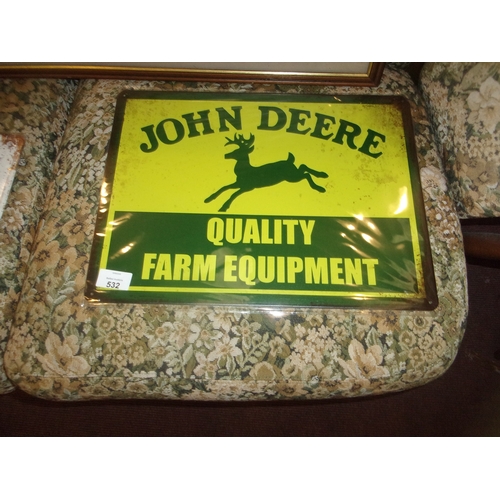 JOHN DEERE
QUALITY
FARM EQUIPMENT
532